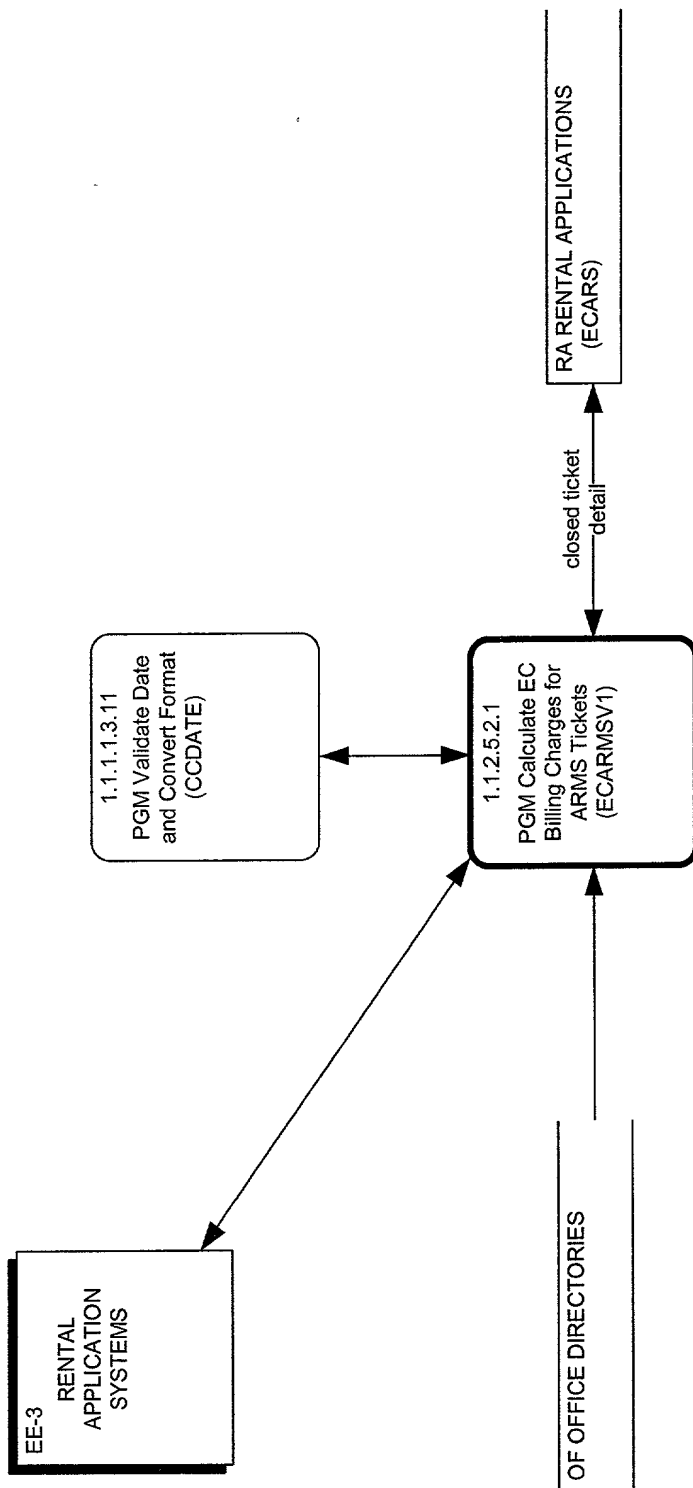 EE-3
RENTAL
APPLICATION
SYSTEMS
1.1.1.1.3.11
PGM Validate Date
and Convert Format
(CCDATE)
OF OFFICE DIRECTORIES
1.1.2.5.2.1
PGM Calculate EC
Billing Charges for
ARMS Tickets
(ECARMSV1)
closed ticket
detail
RA RENTAL APPLICATIONS
(ECARS)